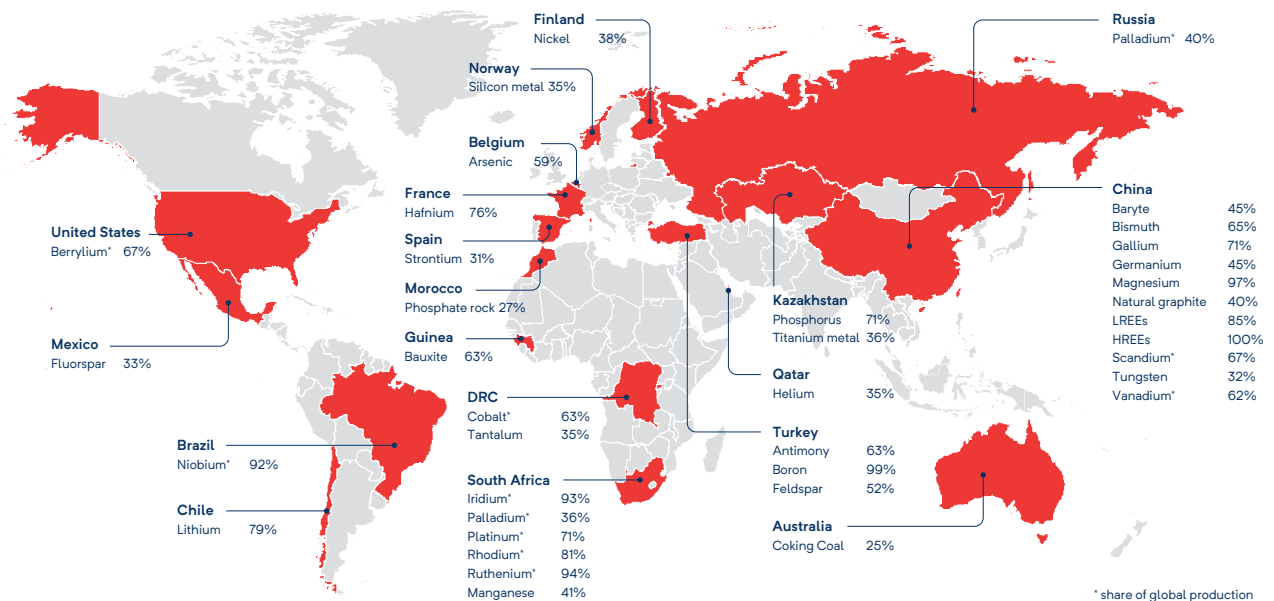 Finland
Nickel 38%
Russia
Palladium* 40%
Norway
Silicon metal 35%
Belgium
Arsenic 59%
France
Hafnium 76%
Spain
Strontium 31%
Morocco
Phosphate rock 27%
Guinea
Bauxite 63%
United States
Berrylium* 67%
Mexico
Fluorspar 33%
Brazil
Niobium* 92%
Chile
Lithium 79%
DRC
Cobalt* 63%
Tantalum 35%
South Africa
Iridium* 93%
Palladium* 36%
Platinum* 71%
Rhodium* 81%
Ruthenium* 94%
Manganese 41%
Kazakhstan
Phosphorus 71%
Titanium metal 36%
Qatar
Helium 35%
Turkey
Antimony 63%
Boron 99%
Feldspar 52%
Australia
Coking Coal 25%
China
Baryte 45%
Bismuth 65%
Gallium 71%
Germanium 45%
Magnesium 97%
Natural graphite 40%
LREEs 85%
HREEs 100%
Scandium* 67%
Tungsten 32%
Vanadium* 62%
* share of global production